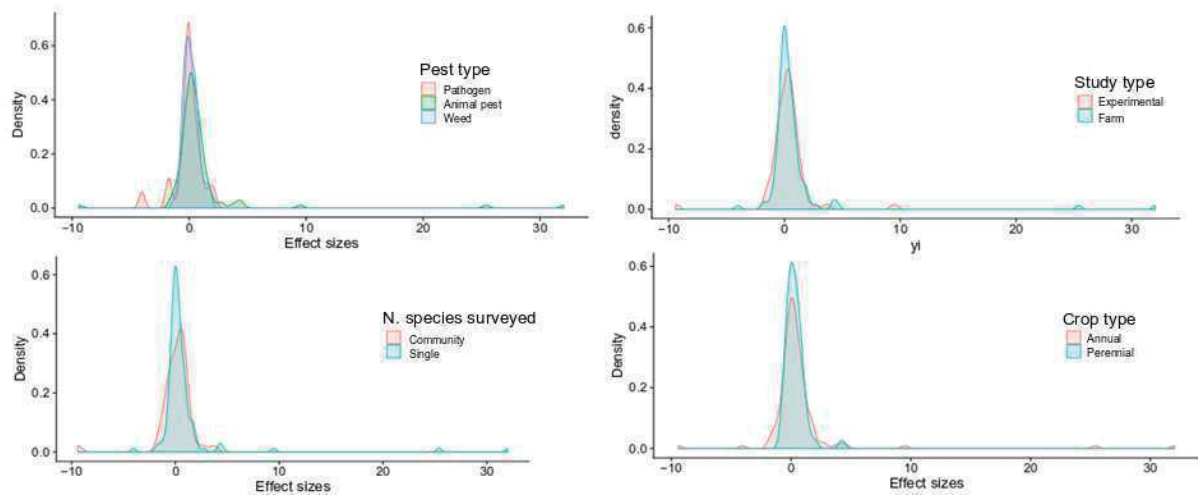 Density
0.6
0.4
0.2
0.0
−10
0
10
20
30
Effect sizes
Pest type
Pathogen
Animal pest
Weed
density
0.6
0.4
0.2
0.0
−10
0
10
20
30
yi
Study type
Experimental
Farm
Density
0.6
0.4
0.2
0.0
−10
0
10
20
30
Effect sizes
N. species surveyed
Community
Single
Density
0.6
0.4
0.2
0.0
−10
0
10
20
30
Effect sizes
Crop type
Annual
Perennial